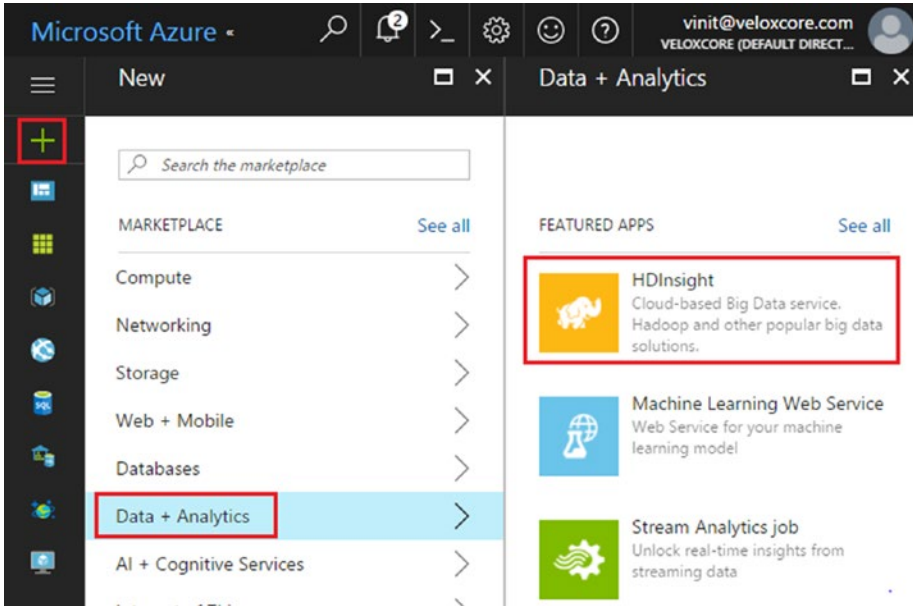 Microsoft Azure «
2
>_
?
vinit@veloxcore.com
VELOXCORE (DEFAULT DIRECT...
New
Data + Analytics
Search the marketplace
MARKETPLACE
See all
Compute
Networking
Storage
Web + Mobile
Databases
Data + Analytics
AI + Cognitive Services
FEATURED APPS
See all
HDInsight
Cloud-based Big Data service.
Hadoop and other popular big data
solutions.
Machine Learning Web Service
Web Service for your machine
learning model
Stream Analytics job
Unlock real-time insights from
streaming data
SQL